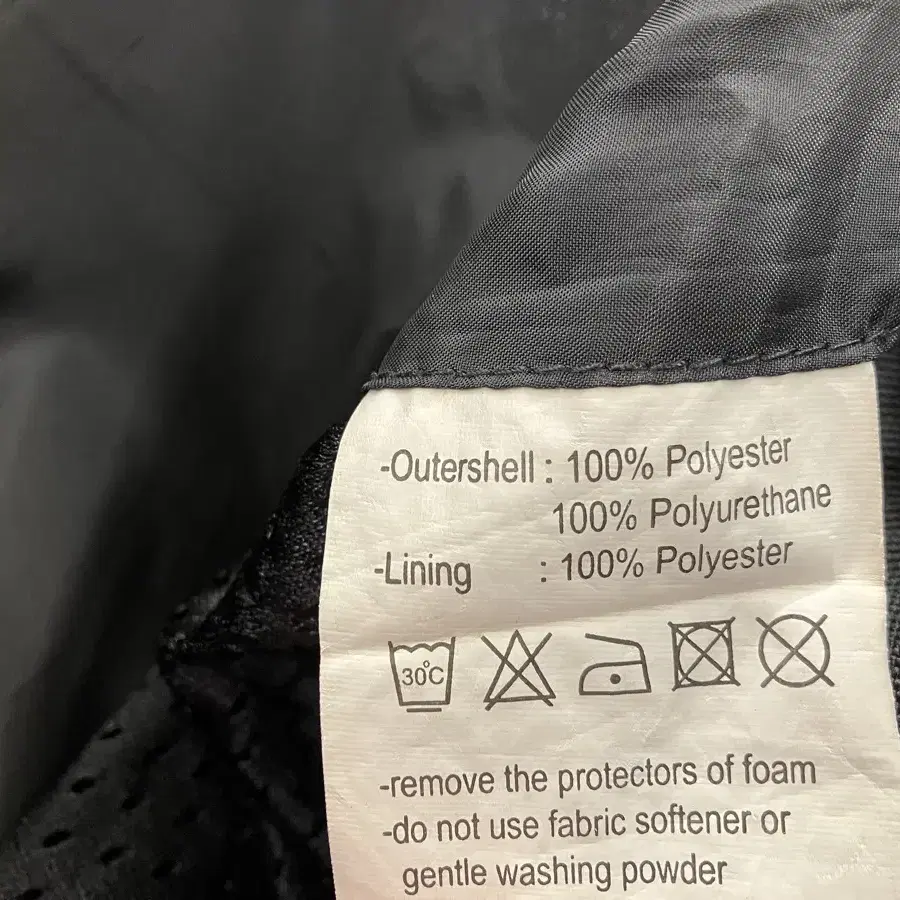 -Outershell : 100% Polyester
100% Polyurethane
-Lining : 100% Polyester
30°C
-remove the protectors of foam
-do not use fabric softener or
gentle washing powder